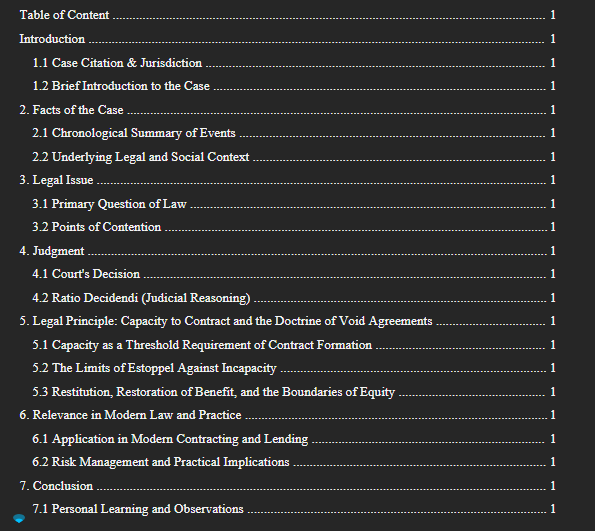 Table of Content ........................................................................ 1
Introduction ........................................................................ 1
1.1 Case Citation & Jurisdiction ........................................................................ 1
1.2 Brief Introduction to the Case ........................................................................ 1
2. Facts of the Case ........................................................................ 1
2.1 Chronological Summary of Events ........................................................................ 1
2.2 Underlying Legal and Social Context ........................................................................ 1
3. Legal Issue ........................................................................ 1
3.1 Primary Question of Law ........................................................................ 1
3.2 Points of Contention ........................................................................ 1
4. Judgment ........................................................................ 1
4.1 Court's Decision ........................................................................ 1
4.2 Ratio Decidendi (Judicial Reasoning) ........................................................................ 1
5. Legal Principle: Capacity to Contract and the Doctrine of Void Agreements .................................... 1
5.1 Capacity as a Threshold Requirement of Contract Formation .................................... 1
5.2 The Limits of Estoppel Against Incapacity ........................................................................ 1
5.3 Restitution, Restoration of Benefit, and the Boundaries of Equity .................................... 1
6. Relevance in Modern Law and Practice ........................................................................ 1
6.1 Application in Modern Contracting and Lending .................................... 1
6.2 Risk Management and Practical Implications .................................... 1
7. Conclusion ........................................................................ 1
7.1 Personal Learning and Observations ........................................................................ 1